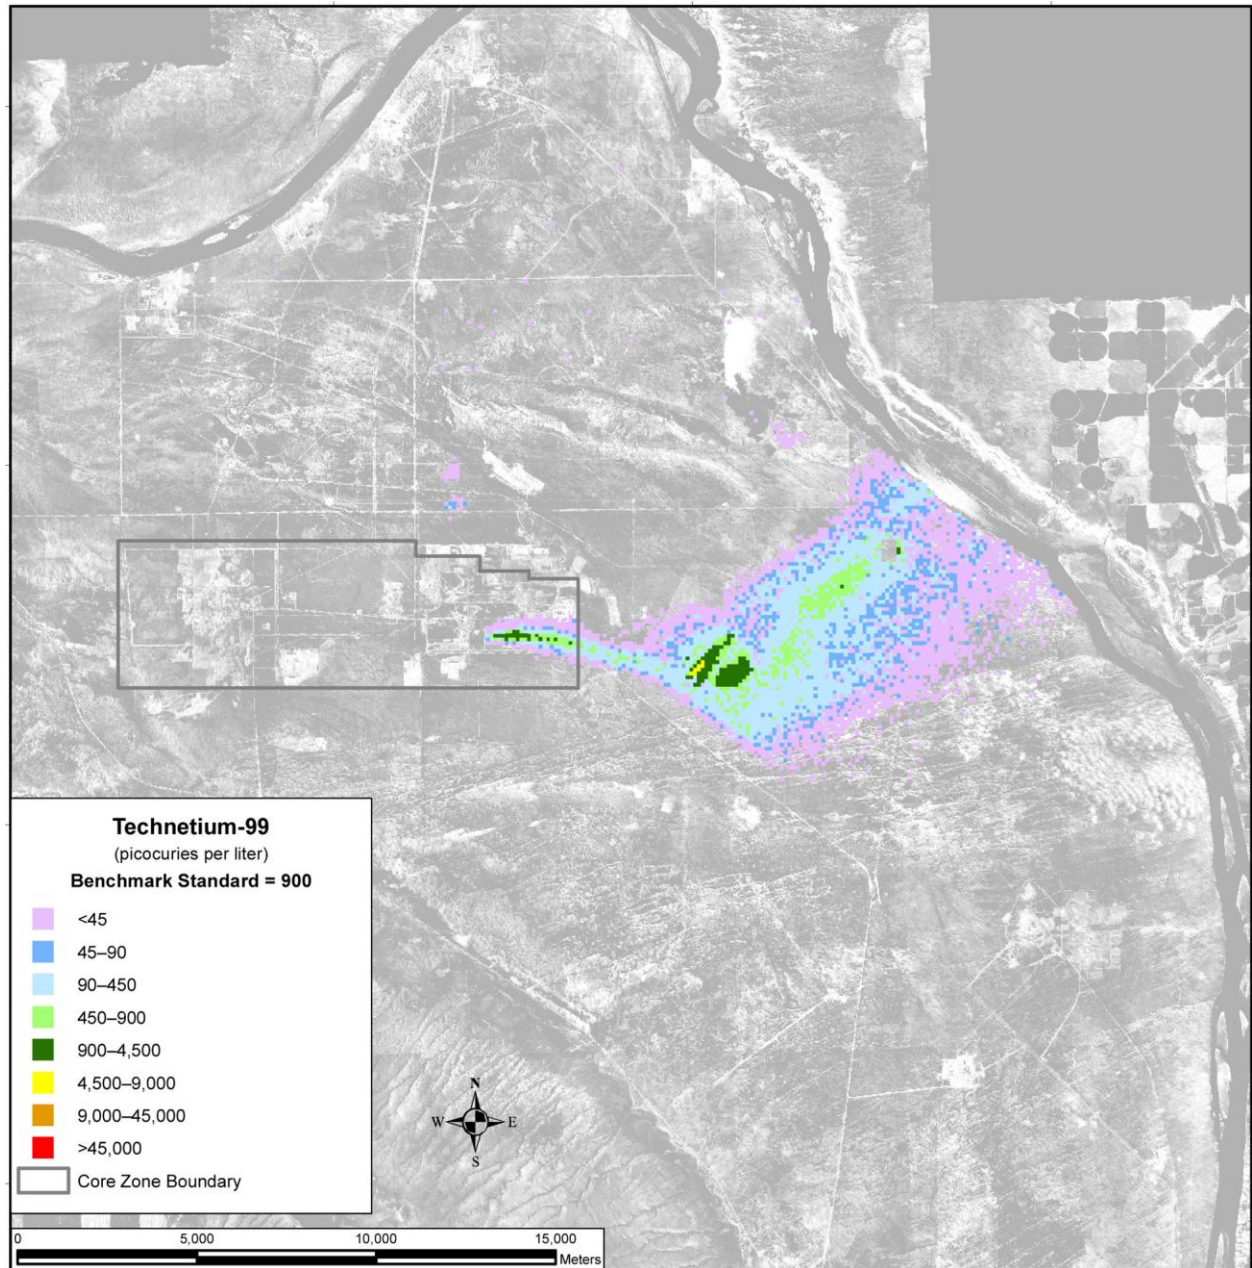 Technetium-99
(picocuries per liter)
Benchmark Standard = 900
<45
45–90
90–450
450–900
900–4,500
4,500–9,000
9,000–45,000
>45,000
Core Zone Boundary
N
W E
S
0 5,000 10,000 15,000
Meters